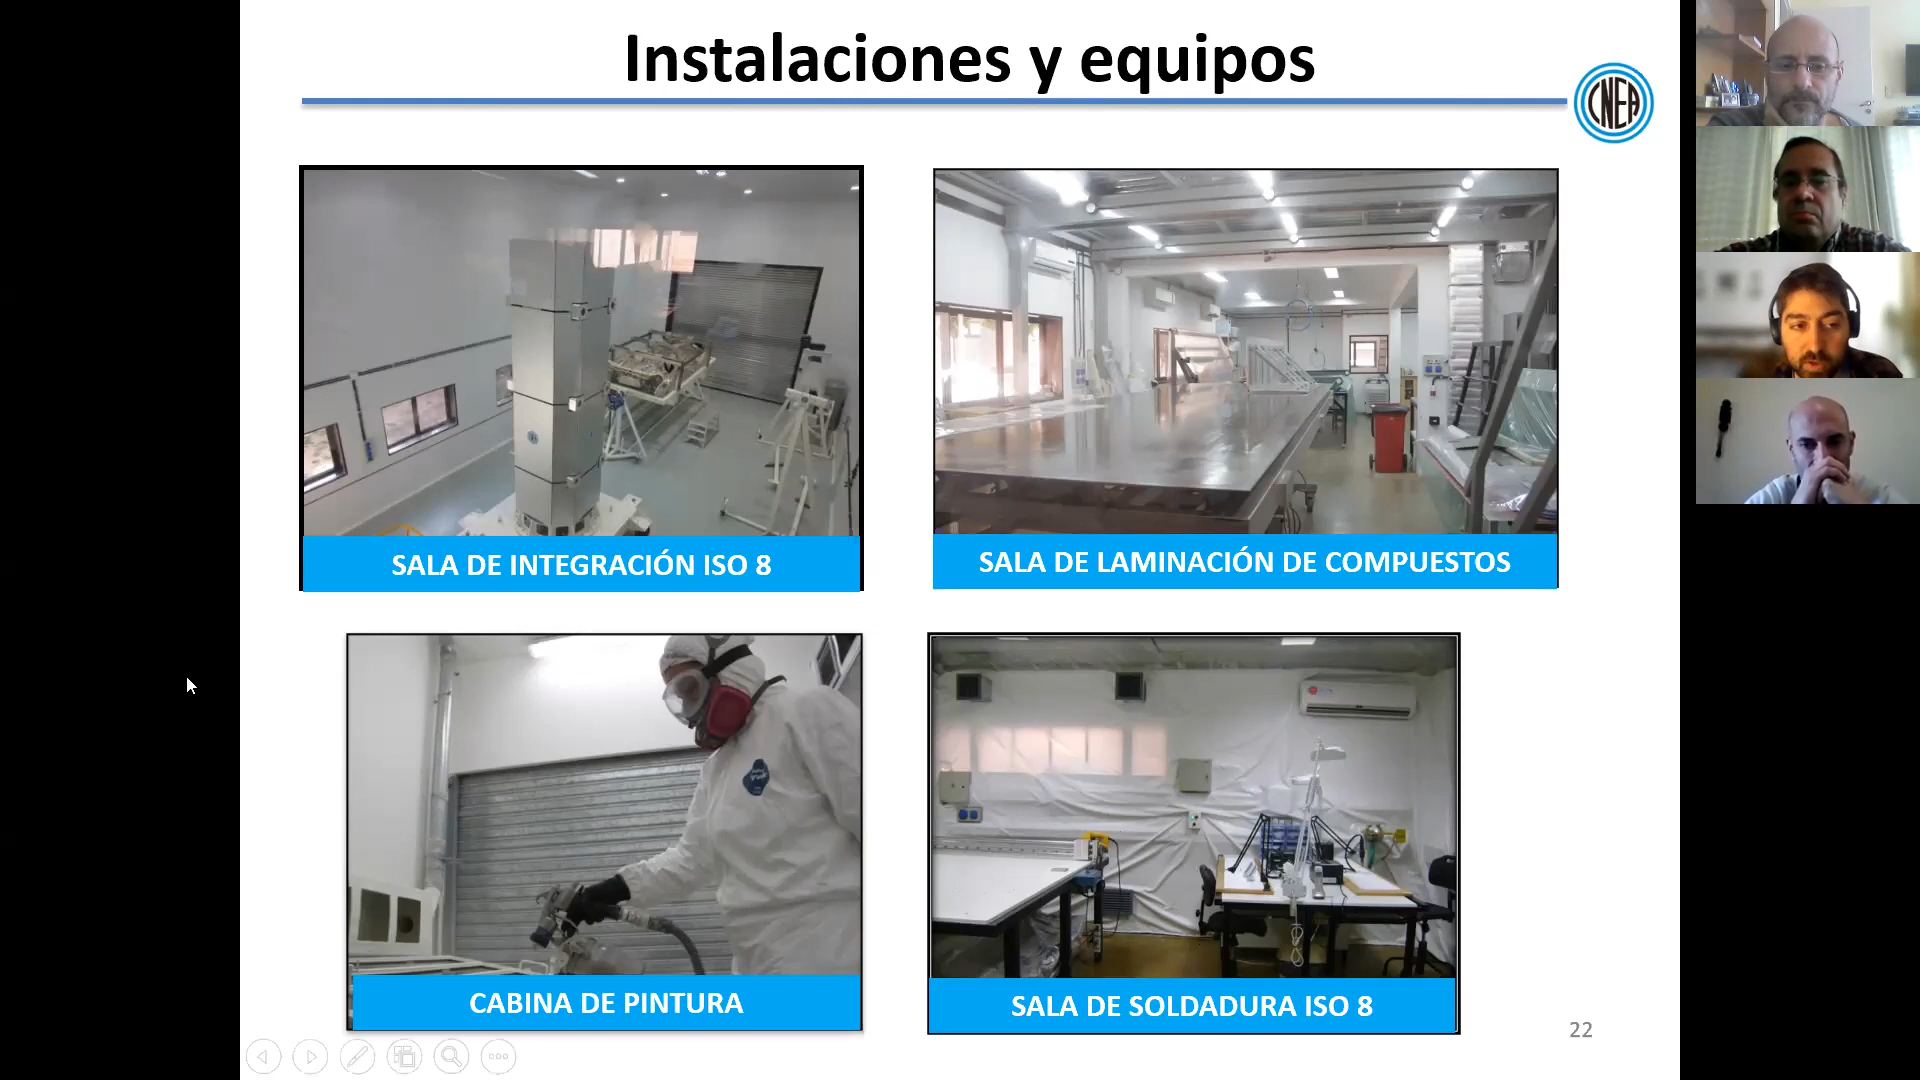 Instalaciones y equipos
CNEA
SALA DE INTEGRACIÓN ISO 8
SALA DE LAMINACIÓN DE COMPUESTOS
CABINA DE PINTURA
SALA DE SOLDADURA ISO 8
22